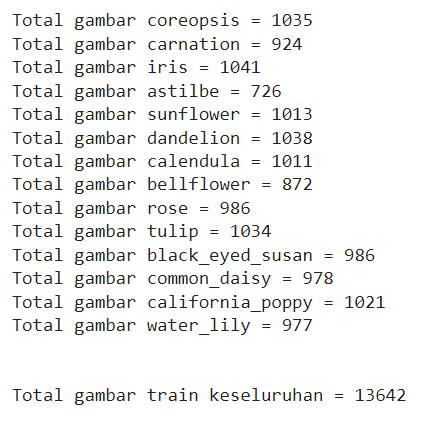 Total gambar coreopsis = 1035
Total gambar carnation = 924
Total gambar iris = 1041
Total gambar astilbe = 726
Total gambar sunflower = 1013
Total gambar dandelion = 1038
Total gambar calendula = 1011
Total gambar bellflower = 872
Total gambar rose = 986
Total gambar tulip = 1034
Total gambar black_eyed_susan = 986
Total gambar common_daisy = 978
Total gambar california_poppy = 1021
Total gambar water_lily = 977
Total gambar train keseluruhan = 13642